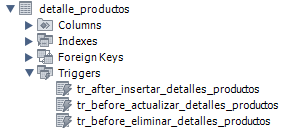 detalle_productos
Columns
Indexes
Foreign Keys
Triggers
tr_after_insertar_detalles_productos
tr_before_actualizar_detalles_productos
tr_before_eliminar_detalles_productos